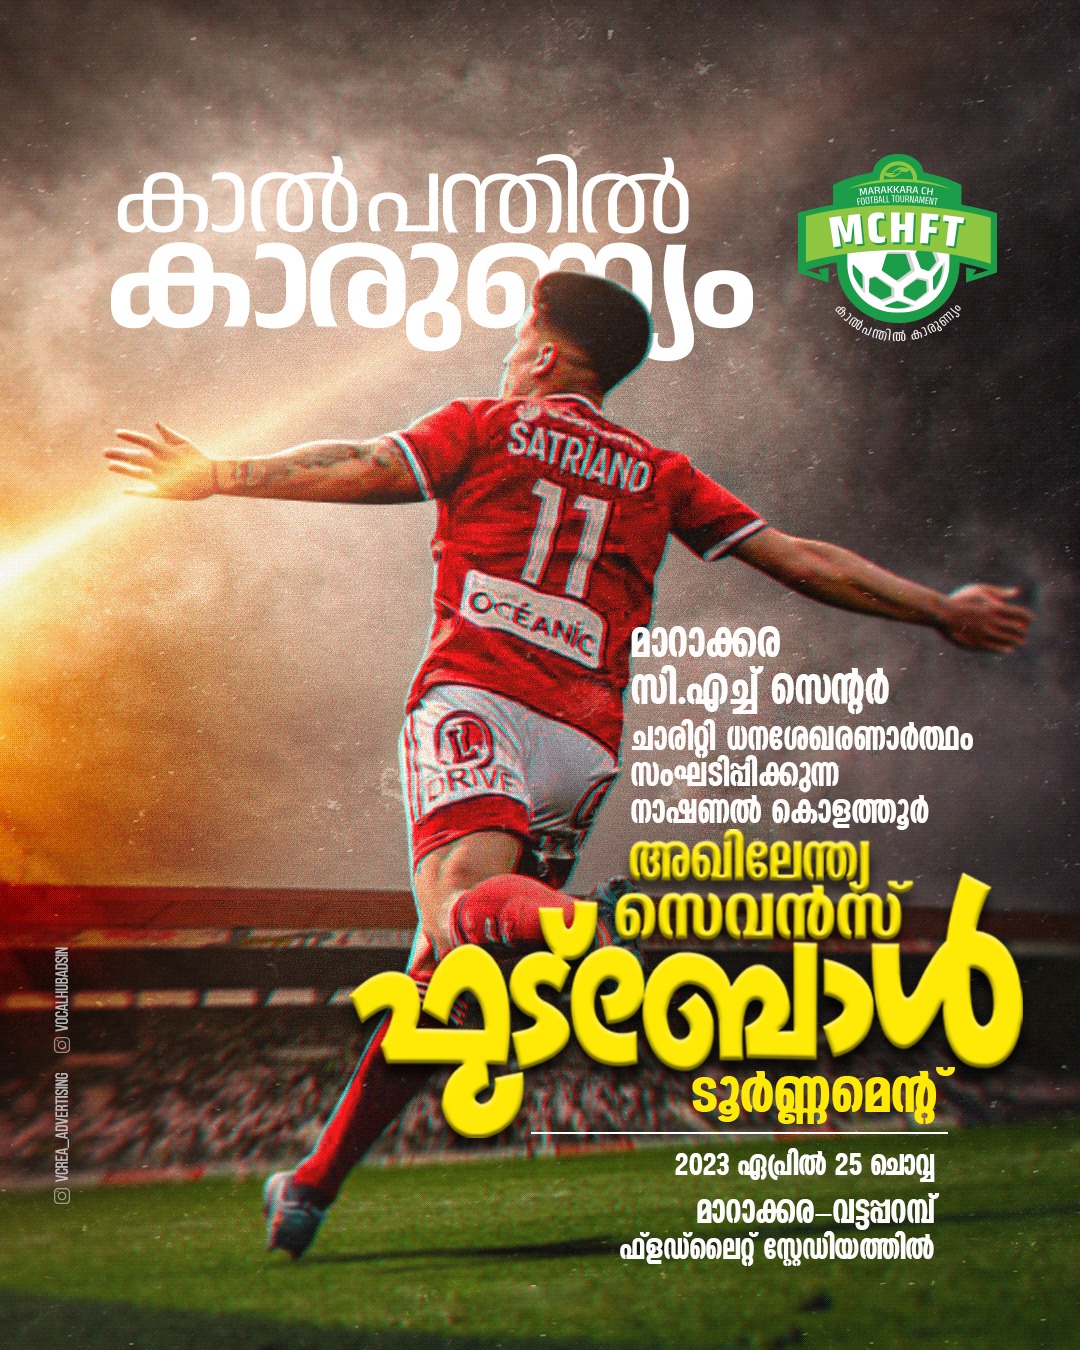 കാൽപന്തിൽ
കാരുണ്യം
MARAKKARA CH
FOOTBALL TOURNAMENT
MCHFT
കാൽപന്തിൽ കാരുണ്യം
SATRIANO
11
OCÉANIC
L
DRIVE
മാറാക്കര
സി.എച്ച് സെന്റർ
ചാരിറ്റി ധനശേഖരണാർത്ഥം
സംഘടിപ്പിക്കുന്ന
നാഷണൽ കൊളത്തൂർ
അഖിലേന്ത്യ
സെവൻസ്
ഫുട്ബോൾ
ടൂർണ്ണമെന്റ്
2023 ഏപ്രിൽ 25 ചൊവ്വ
മാറാക്കര-വട്ടപ്പറമ്പ്
ഫ്ളഡ്ലൈറ്റ് സ്റ്റേഡിയത്തിൽ
VOCALHUBADSIN
VCREA_ADVERTISING